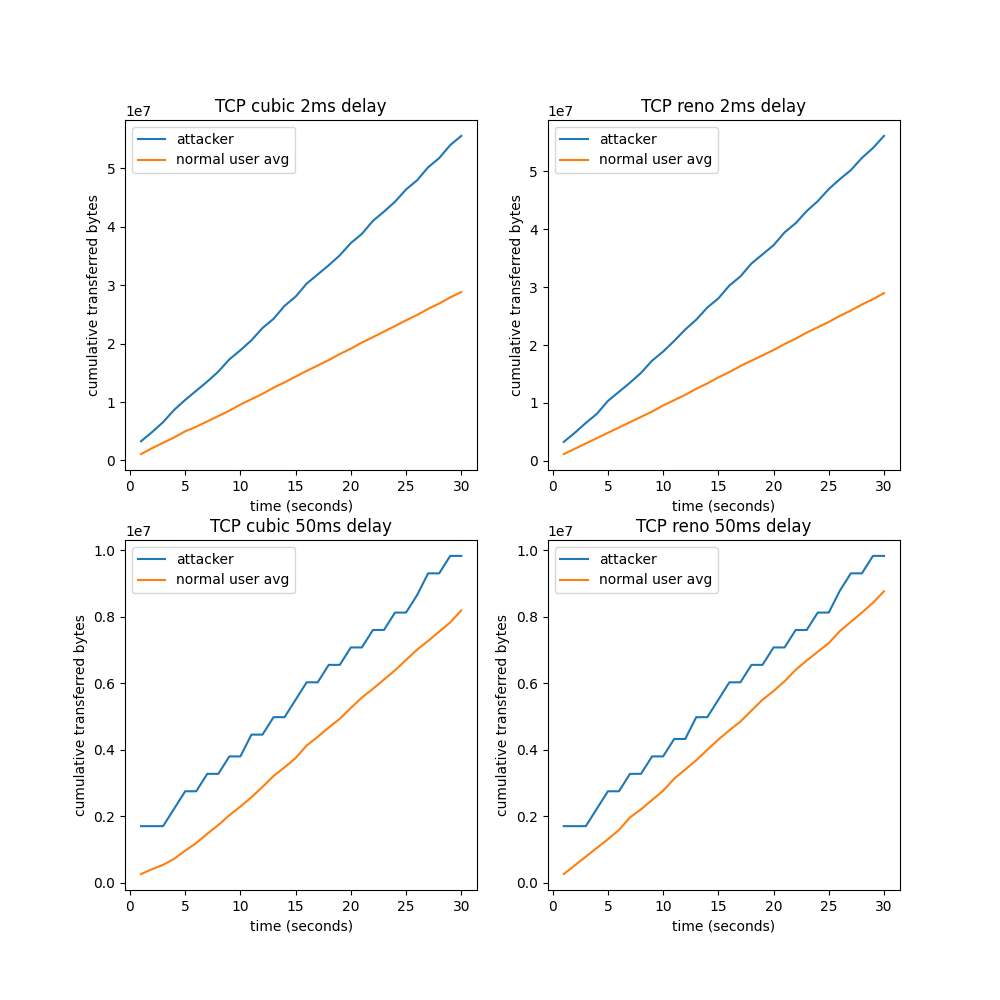 TCP cubic 2ms delay
1e7
attacker
normal user avg
cumulative transferred bytes
5
4
3
2
1
0
0 5 10 15 20 25 30
time (seconds)
TCP reno 2ms delay
1e7
attacker
normal user avg
cumulative transferred bytes
5
4
3
2
1
0
0 5 10 15 20 25 30
time (seconds)
TCP cubic 50ms delay
1e7
attacker
normal user avg
cumulative transferred bytes
1.0
0.8
0.6
0.4
0.2
0.0
0 5 10 15 20 25 30
time (seconds)
TCP reno 50ms delay
1e7
attacker
normal user avg
cumulative transferred bytes
1.0
0.8
0.6
0.4
0.2
0.0
0 5 10 15 20 25 30
time (seconds)